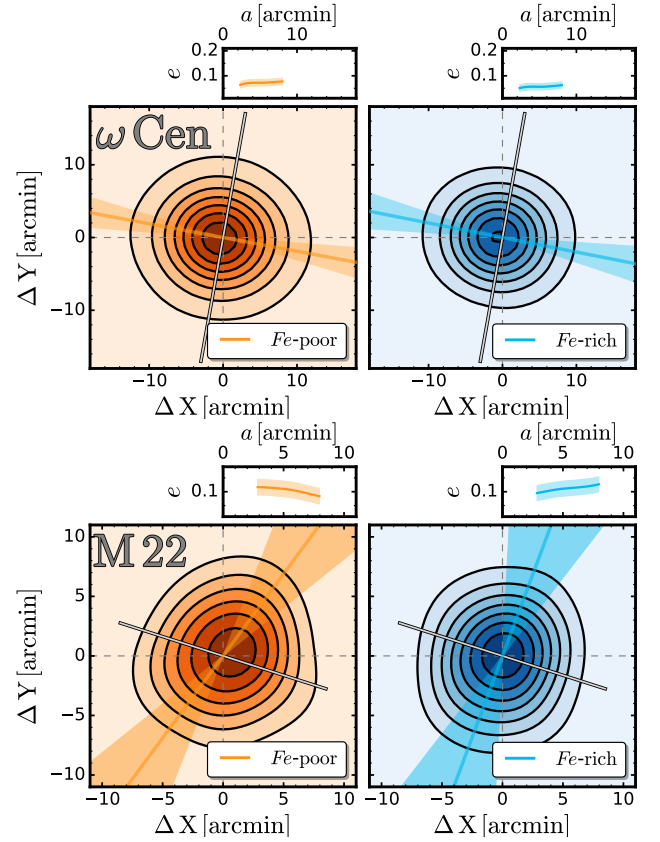 a [arcmin] a [arcmin]
0 10 0 10
e 0.2 0.1 e 0.2 0.1
ω Cen
Δ Y [arcmin]
10
0
−10
Fe-poor Fe-rich
−10 0 10 −10 0 10
Δ X [arcmin] Δ X [arcmin]
a [arcmin] a [arcmin]
0 5 10 0 5 10
e 0.1 e 0.1
M 22
Δ Y [arcmin]
10
5
0
−5
−10
Fe-poor Fe-rich
−10 −5 0 5 10 −10 −5 0 5 10
Δ X [arcmin] Δ X [arcmin]